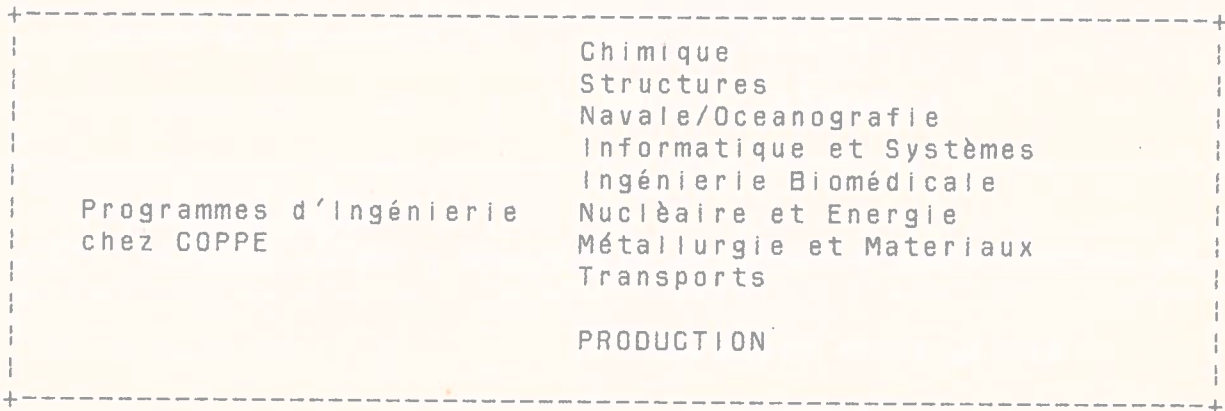 Chimique
Structures
Navale/Oceanografie
Informatique et Systèmes
Ingénierie Biomédicale
Programmes d'Ingénierie Nuclèaire et Energie
chez COPPE Métallurgie et Materiaux
Transports
PRODUCTION